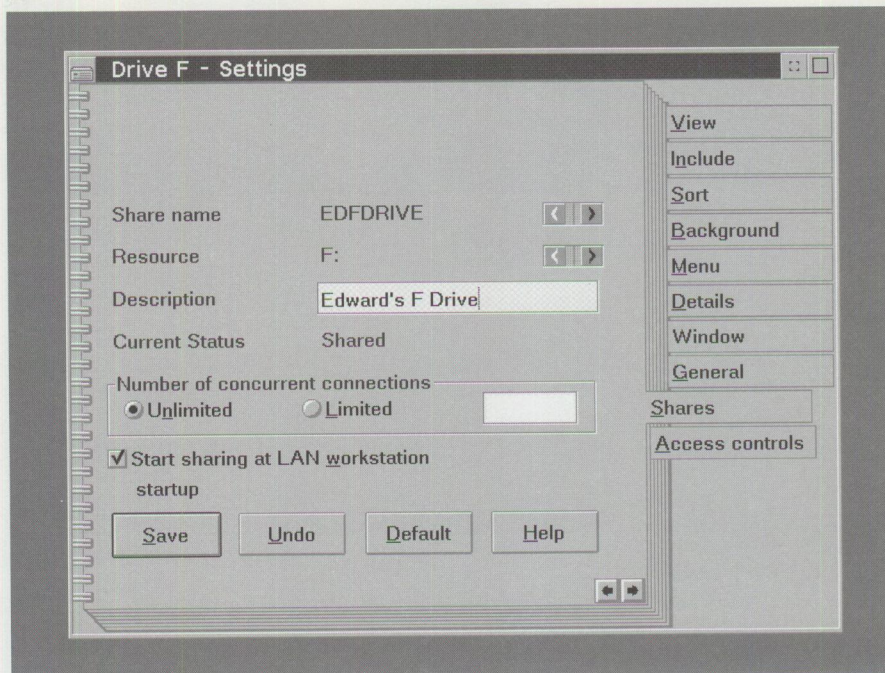 Drive F - Settings
View
Include
Sort
Background
Menu
Details
Window
General
Shares
Access controls
Share name EDFDRIVE
Resource F:
Description Edward's F Drive
Current Status Shared
Number of concurrent connections
Unlimited Limited
Start sharing at LAN workstation
startup
Save Undo Default Help